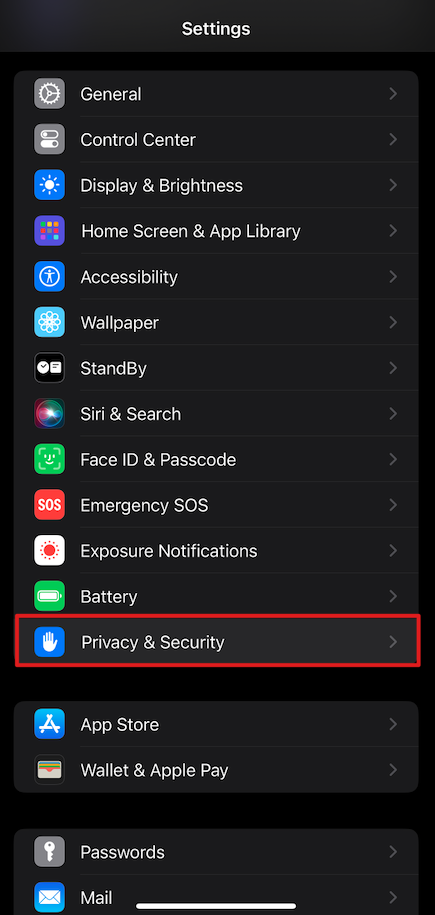 Settings
General
Control Center
Display & Brightness
Home Screen & App Library
Accessibility
Wallpaper
StandBy
Siri & Search
Face ID & Passcode
SOS Emergency SOS
Exposure Notifications
Battery
Privacy & Security
App Store
Wallet & Apple Pay
Passwords
Mail